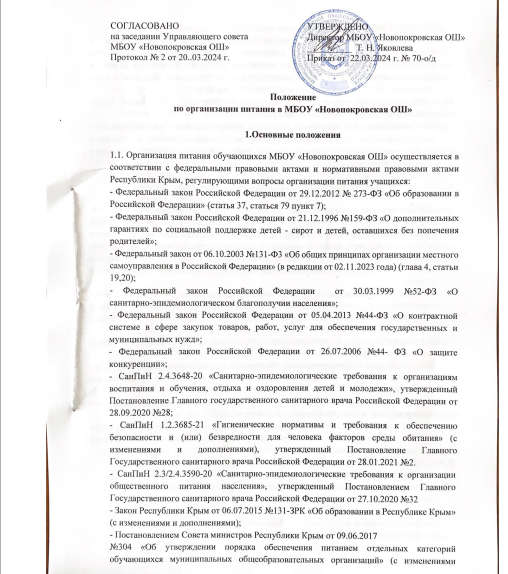 СОГЛАСОВАНО
на заседании Управляющего совета
МБОУ «Новопокровская ОШ»
Протокол № 2 от 20..03.2024 г.
УТВЕРЖДЕНО
Директор МБОУ «Новопокровская ОШ»
Т. Н. Яковлева
Приказ от 22.03.2024 г. № 70-о/д
Положение
по организации питания в МБОУ «Новопокровская ОШ»
1.Основные положения
1.1. Организация питания обучающихся МБОУ «Новопокровская ОШ» осуществляется в
соответствии с федеральными правовыми актами и нормативными правовыми актами
Республики Крым, регулирующими вопросы организации питания учащихся:
- Федеральный закон Российской Федерации от 29.12.2012 № 273-ФЗ «Об образовании в
Российской Федерации» (статья 37, статься 79 пункт 7);
- Федеральный закон Российской Федерации от 21.12.1996 №159-ФЗ «О дополнительных
гарантиях по социальной поддержке детей - сирот и детей, оставшихся без попечения
родителей»;
- Федеральный закон от 06.10.2003 №131-ФЗ «Об общих принципах организации местного
самоуправления в Российской Федерации» (в редакции от 02.11.2023 года) (глава 4, статьи
19,20);
- Федеральный закон Российской Федерации от 30.03.1999 №52-ФЗ «О
санитарно-эпидемиологическом благополучии населения»;
- Федеральный закон Российской Федерации от 05.04.2013 №44-ФЗ «О контрактной
системе в сфере закупок товаров, работ, услуг для обеспечения государственных и
муниципальных нужд»;
- Федеральный закон Российской Федерации от 26.07.2006 №44- ФЗ «О защите
конкуренции»;
- СанПиН 2.4.3648-20 «Санитарно-эпидемиологические требования к организациям
воспитания и обучения, отдыха и оздоровления детей и молодежи», утвержденный
Постановление Главного государственного санитарного врача Российской Федерации от
28.09.2020 №28;
- СанПиН 1.2.3685-21 «Гигиенические нормативы и требования к обеспечению
безопасности и (или) безвредности для человека факторов среды обитания» (с
изменениями и дополнениями), утвержденный Постановление Главного
Государственного санитарного врача Российской Федерации от 28.01.2021 №2.
- СанПиН 2.3/2.4.3590-20 «Санитарно-эпидемиологические требования к организации
общественного питания населения», утвержденный Постановлением Главного
Государственного санитарного врача Российской Федерации от 27.10.2020 №32
- Закон Республики Крым от 06.07.2015 №131-ЗРК «Об образовании в Республике Крым»
(с изменениями и дополнениями);
- Постановлением Совета министров Республики Крым от 09.06.2017
№304 «Об утверждении порядка обеспечения питанием отдельных категорий
обучающихся муниципальных общеобразовательных организаций» (с изменениями